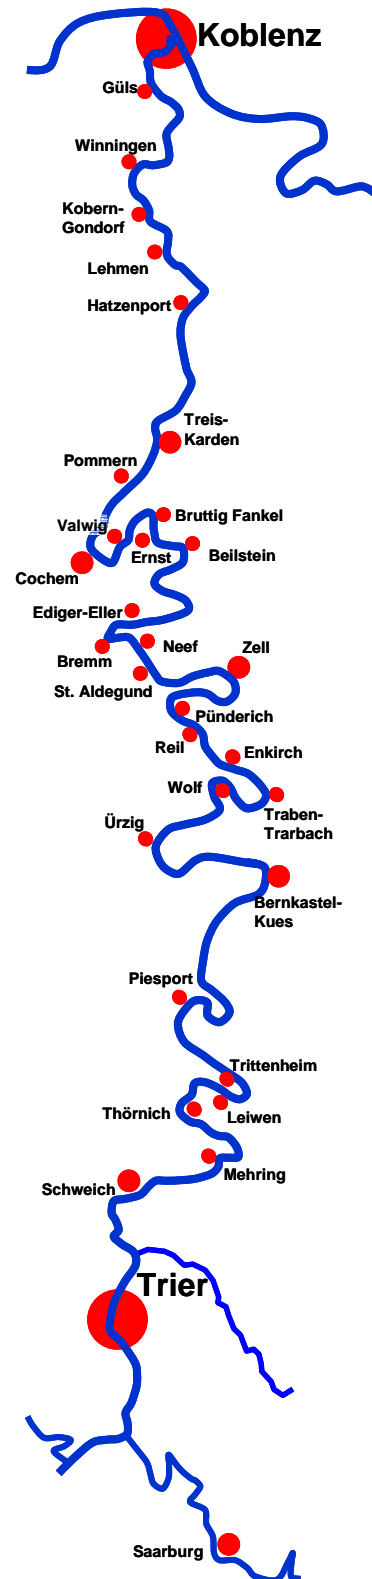 Koblenz
Güls
Winningen
Kobern-
Gondorf
Lehmen
Hatzenport
Treis-
Karden
Pommern
Bruttig Fankel
Valwig
Ernst
Beilstein
Cochem
Ediger-Eller
Neef
Zell
Bremm
St. Aldegund
Pünderich
Reil
Enkirch
Wolf
Traben-
Trarbach
Ürzig
Bernkastel-
Kues
Piesport
Trittenheim
Thörnich
Leiwen
Mehring
Schweich
Trier
Saarburg